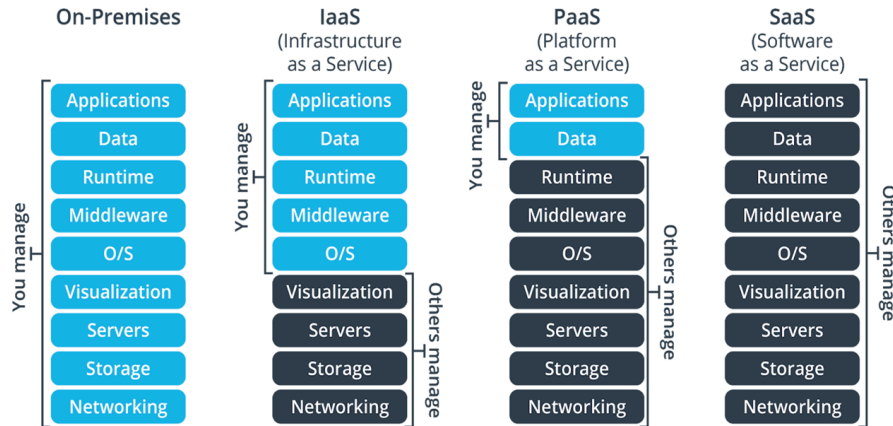 On-Premises
You manage
Applications
Data
Runtime
Middleware
O/S
Visualization
Servers
Storage
Networking
IaaS
(Infrastructure
as a Service)
You manage
Applications
Data
Runtime
Middleware
O/S
Visualization
Servers
Storage
Networking
Others manage
PaaS
(Platform
as a Service)
You manage
Applications
Data
Runtime
Middleware
O/S
Visualization
Servers
Storage
Networking
Others manage
SaaS
(Software
as a Service)
Applications
Data
Runtime
Middleware
O/S
Visualization
Servers
Storage
Networking
Others manage